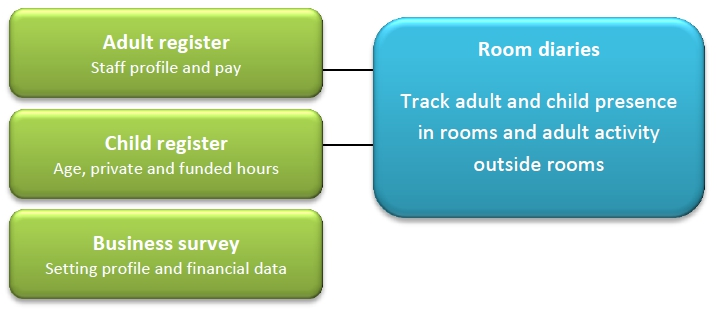 Adult register
Staff profile and pay
Child register
Age, private and funded hours
Business survey
Setting profile and financial data
Room diaries
Track adult and child presence
in rooms and adult activity
outside rooms